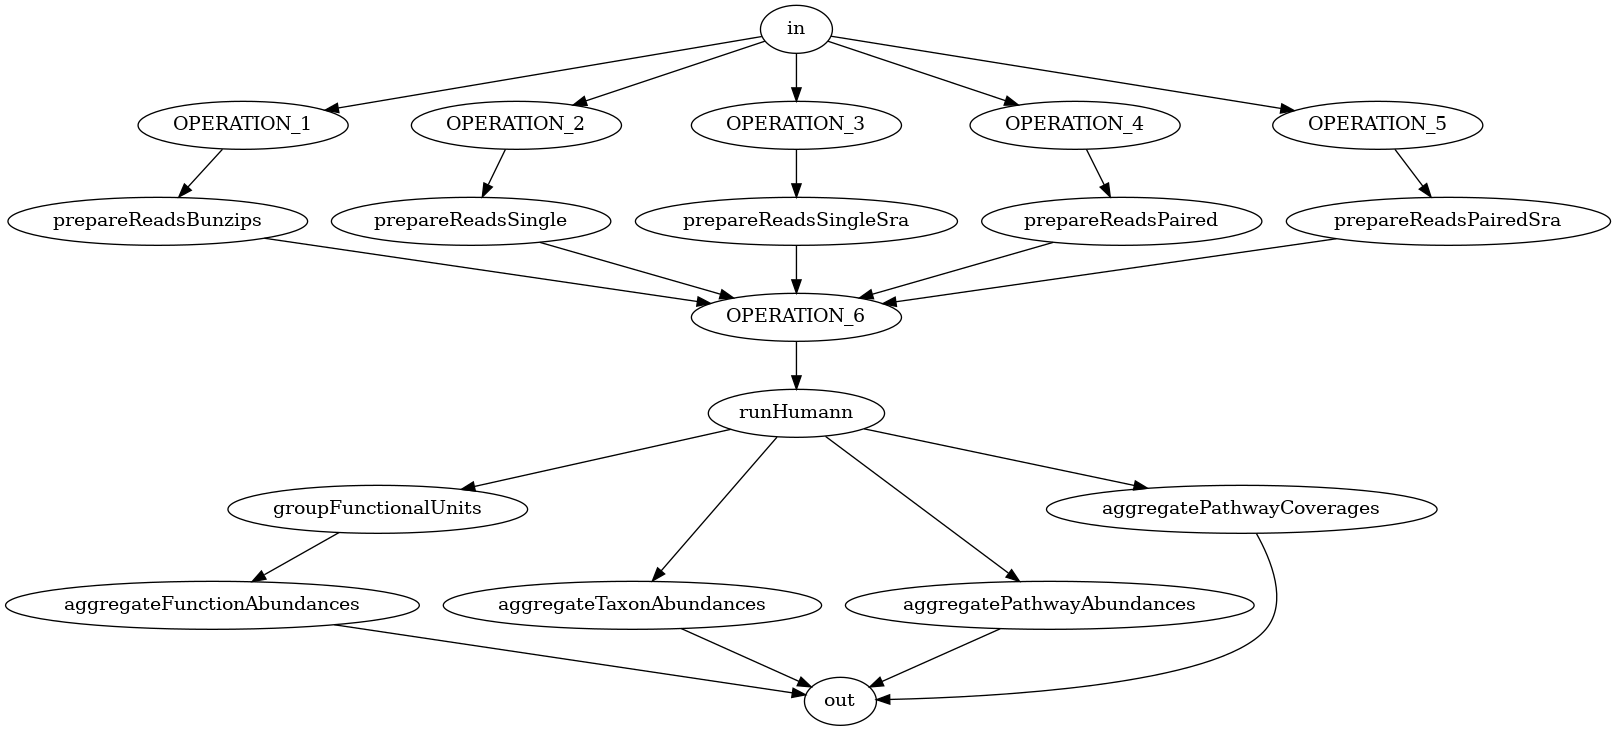 in
OPERATION_1
OPERATION_2
OPERATION_3
OPERATION_4
OPERATION_5
prepareReadsBunzips
prepareReadsSingle
prepareReadsSingleSra
prepareReadsPaired
prepareReadsPairedSra
OPERATION_6
runHumann
groupFunctionalUnits
aggregatePathwayCoverages
aggregateFunctionAbundances
aggregateTaxonAbundances
aggregatePathwayAbundances
out